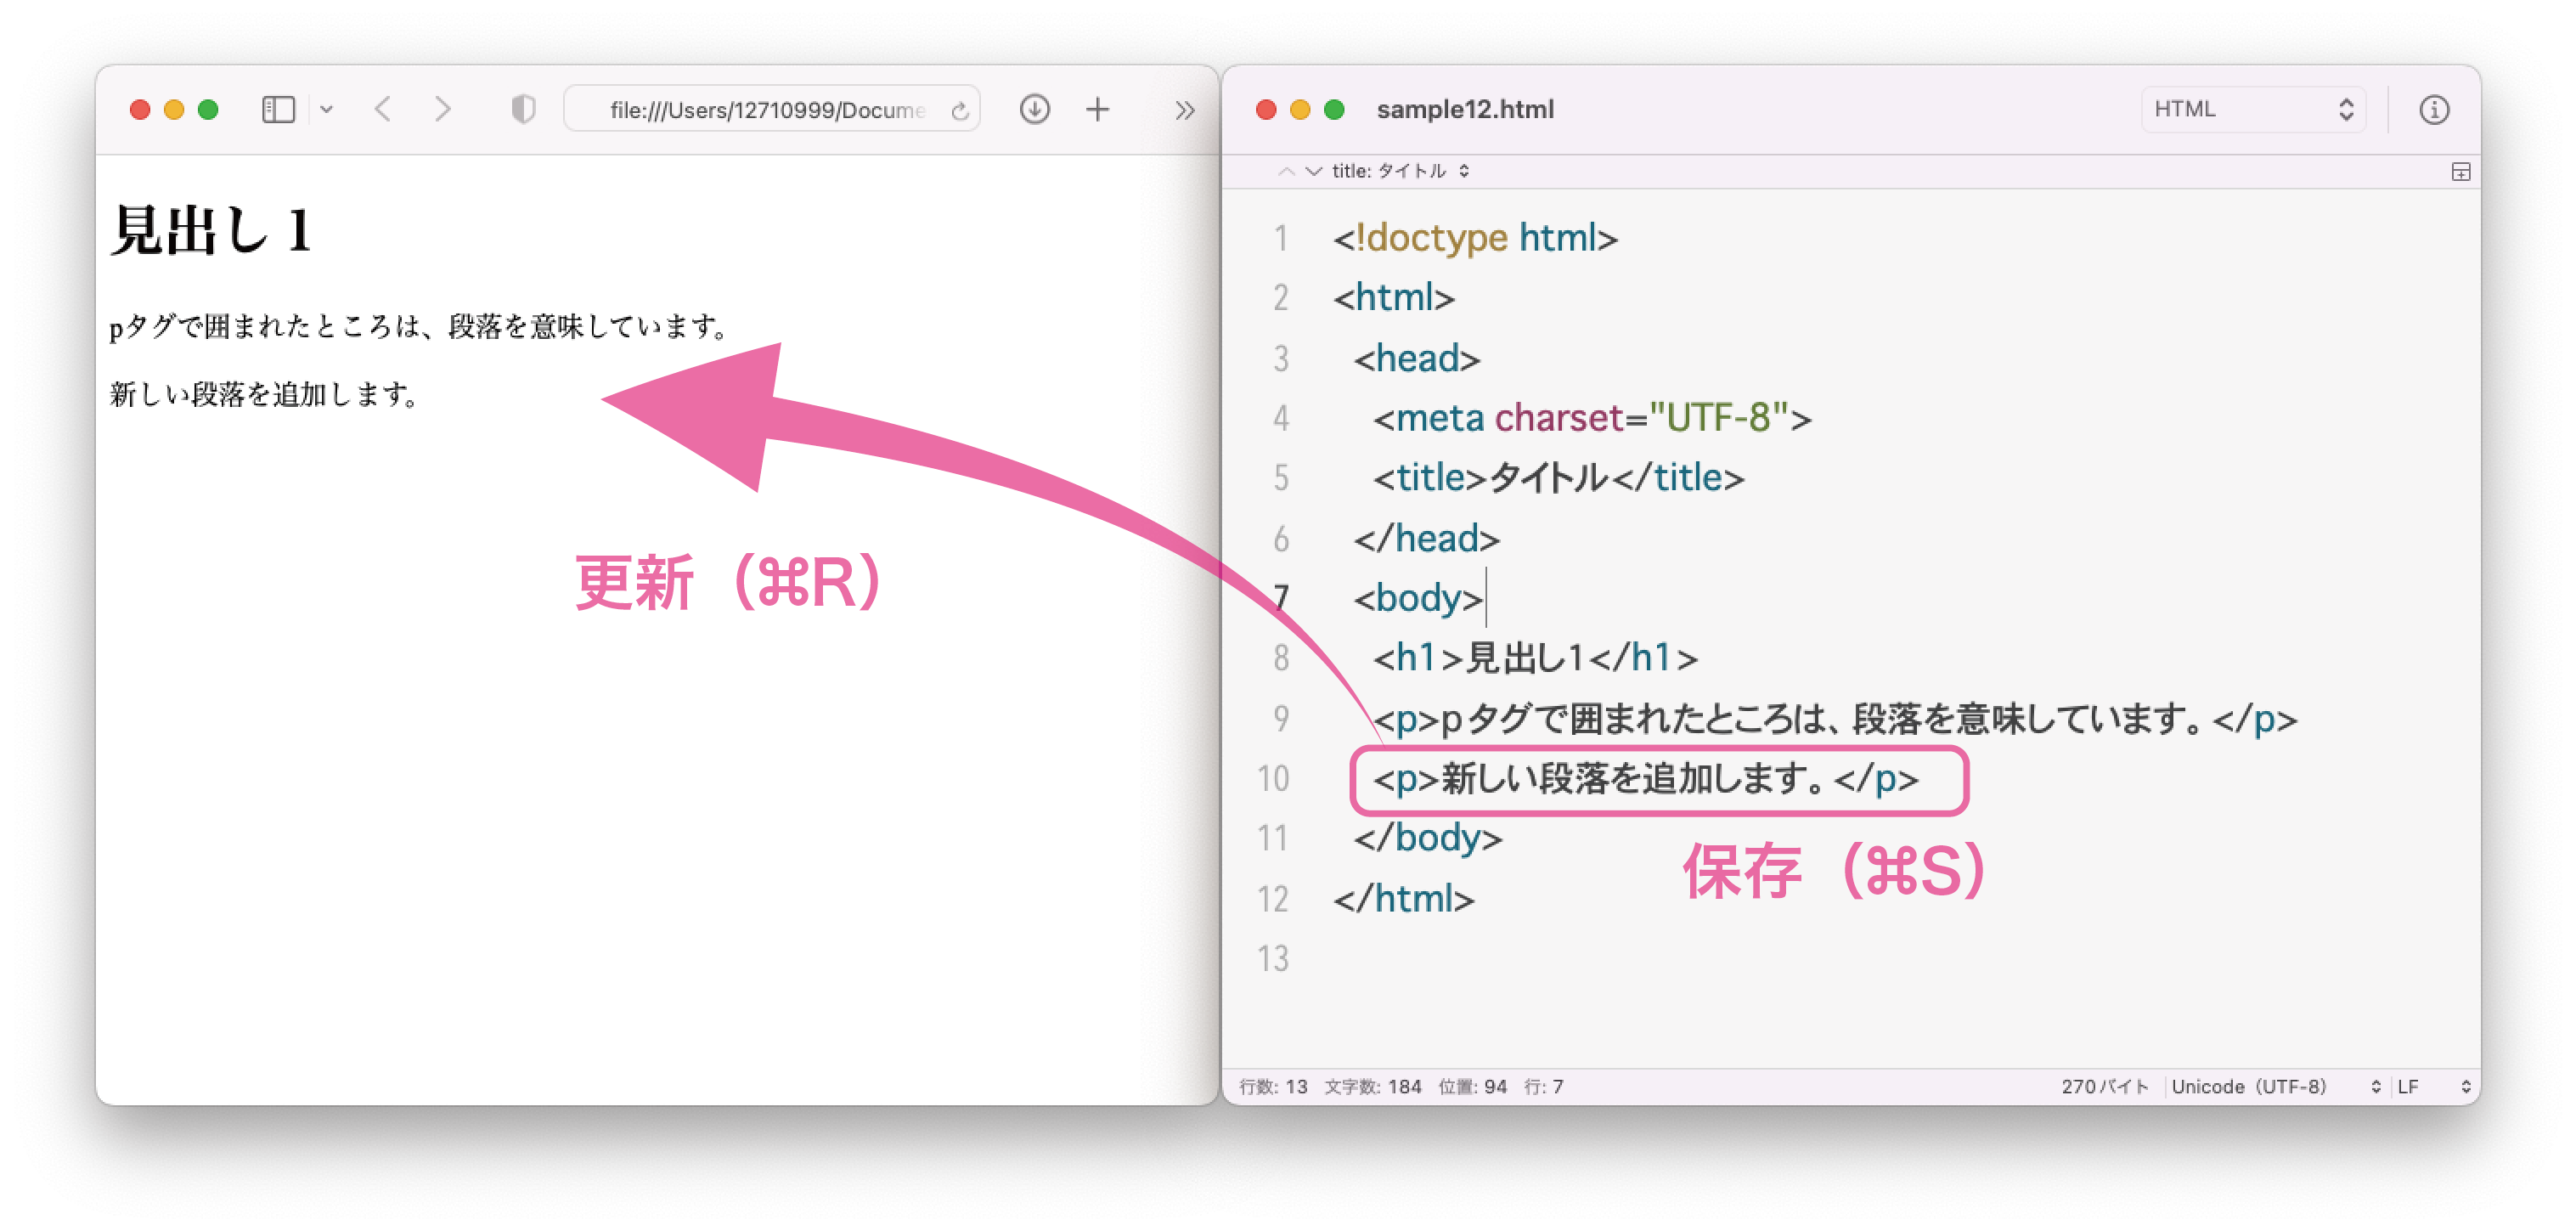 file:///Users/12710999/Docume
見出し 1
pタグで囲まれたところは、段落を意味しています。
新しい段落を追加します。
更新（⌘R）
sample12.html
HTML
title: タイトル
1 <!doctype html>
2 <html>
3 <head>
4 <meta charset="UTF-8">
5 <title>タイトル</title>
6 </head>
7 <body>
8 <h1>見出し1</h1>
9 <p>pタグで囲まれたところは、段落を意味しています。</p>
10 <p>新しい段落を追加します。</p>
11 </body>
12 </html>
13
保存（⌘S）
行数: 13 文字数: 184 位置: 94 行: 7
270バイト Unicode（UTF-8） LF